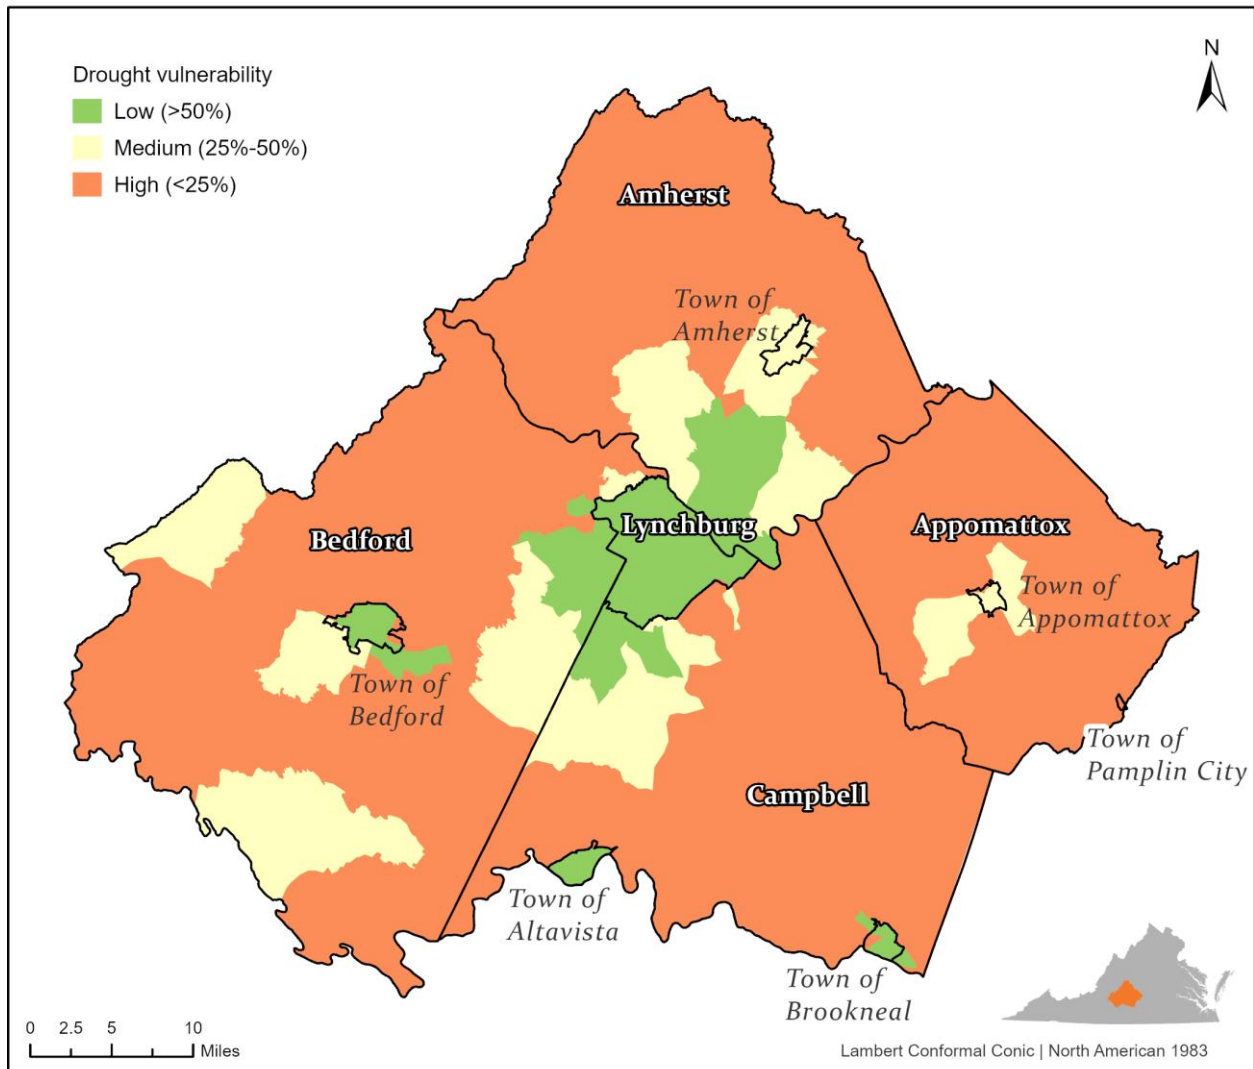 N
Drought vulnerability
Low (>50%)
Medium (25%-50%)
High (<25%)
Amherst
Town of
Amherst
Lynchburg
Bedford
Appomattox
Town of
Appomattox
Town of
Bedford
Town of
Pamplin City
Campbell
Town of
Altavista
Town of
Brookneal
0 2.5 5 10
Miles
Lambert Conformal Conic | North American 1983